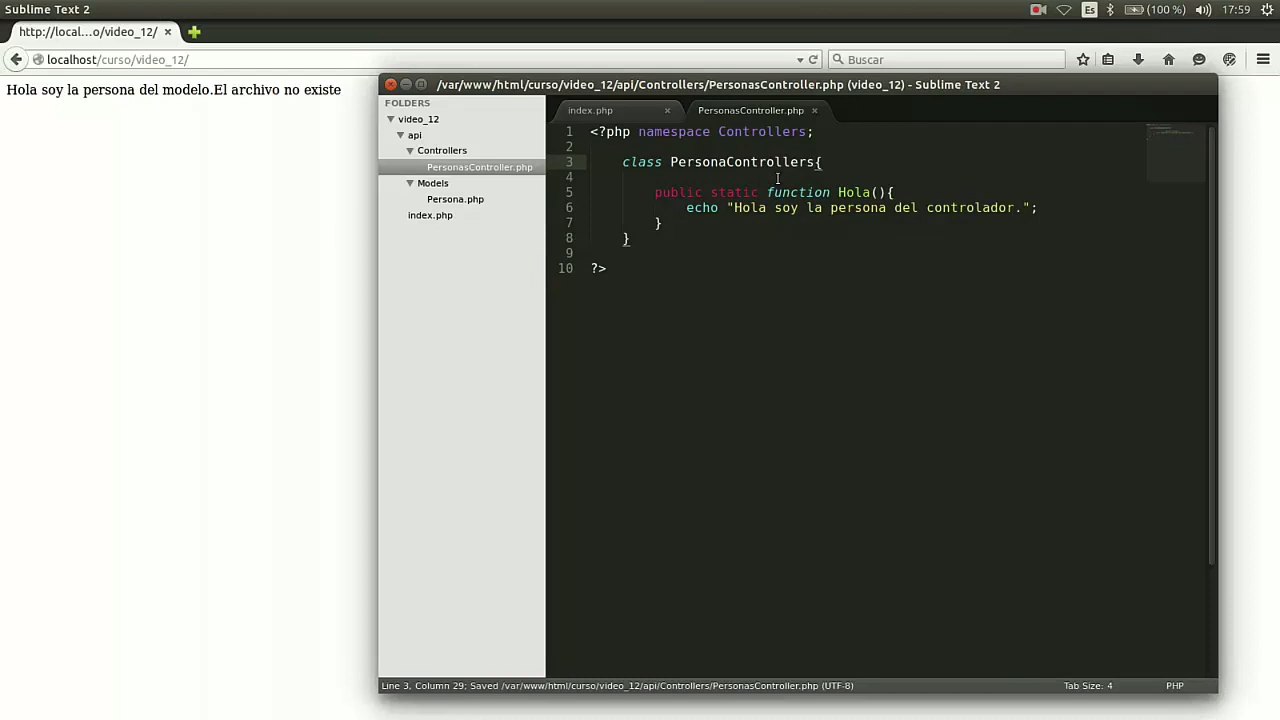 Sublime Text 2
Es
(100 %)
17:59
http://local...o/video_12/
localhost/curso/video_12/
Buscar
Hola soy la persona del modelo.El archivo no existe
/var/www/html/curso/video_12/api/Controllers/PersonasController.php (video_12) - Sublime Text 2
FOLDERS
video_12
api
Controllers
PersonasController.php
Models
Persona.php
index.php
index.php
PersonasController.php
1 <?php namespace Controllers;
2
3 class PersonaControllers{
4
5 public static function Hola(){
6 echo "Hola soy la persona del controlador.";
7 }
8 }
9
10 ?>
Line 3, Column 29; Saved /var/www/html/curso/video_12/api/Controllers/PersonasController.php (UTF-8)
Tab Size: 4
PHP